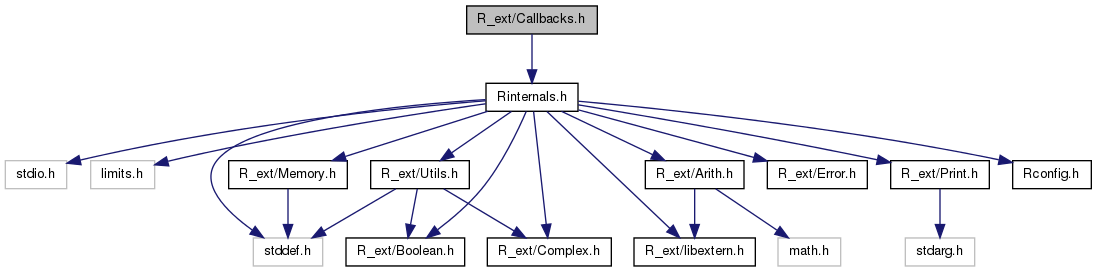 R_ext/Callbacks.h
Rinternals.h
stdio.h
limits.h
R_ext/Memory.h
R_ext/Utils.h
R_ext/Arith.h
R_ext/Error.h
R_ext/Print.h
Rconfig.h
stddef.h
R_ext/Boolean.h
R_ext/Complex.h
R_ext/libextern.h
math.h
stdarg.h